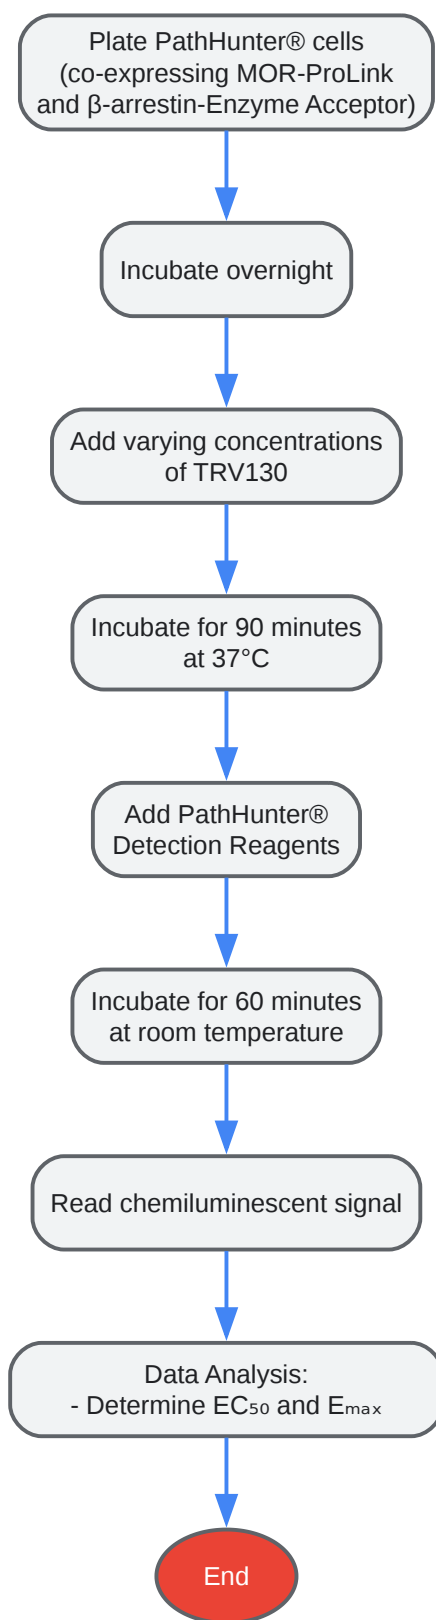 Plate PathHunter® cells
(co-expressing MOR-ProLink
and β-arrestin-Enzyme Acceptor)
Incubate overnight
Add varying concentrations
of TRV130
Incubate for 90 minutes
at 37°C
Add PathHunter®
Detection Reagents
Incubate for 60 minutes
at room temperature
Read chemiluminescent signal
Data Analysis:
- Determine EC₅₀ and Eₘₐₓ
End